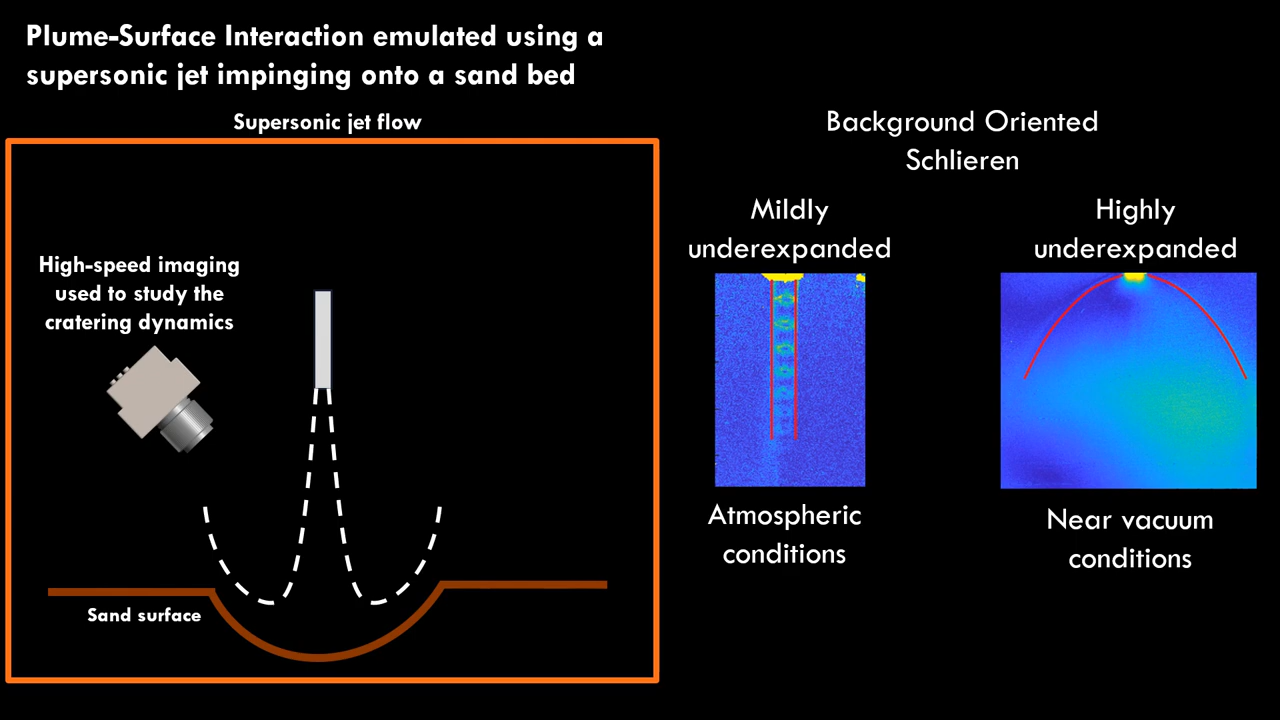 Plume-Surface Interaction emulated using a
supersonic jet impinging onto a sand bed
Supersonic jet flow
High-speed imaging
used to study the
cratering dynamics
Sand surface
Background Oriented
Schlieren
Mildly
underexpanded
Atmospheric
conditions
Highly
underexpanded
Near vacuum
conditions